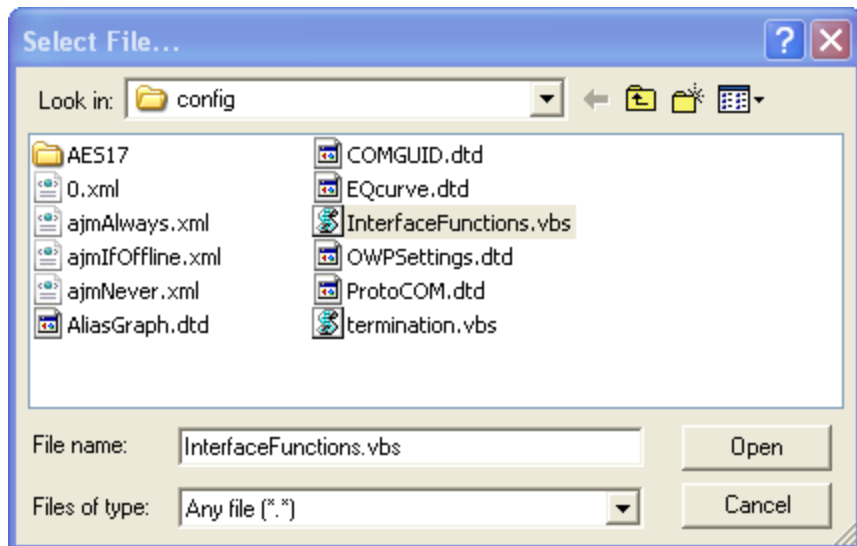 Select File...
Look in: config
AES17
0.xml
ajmAlways.xml
ajmIfOffline.xml
ajmNever.xml
AliasGraph.dtd
COMGUID.dtd
EQcurve.dtd
InterfaceFunctions.vbs
OWPSettings.dtd
ProtoCOM.dtd
termination.vbs
File name: InterfaceFunctions.vbs Open
Files of type: Any file (*.*) Cancel